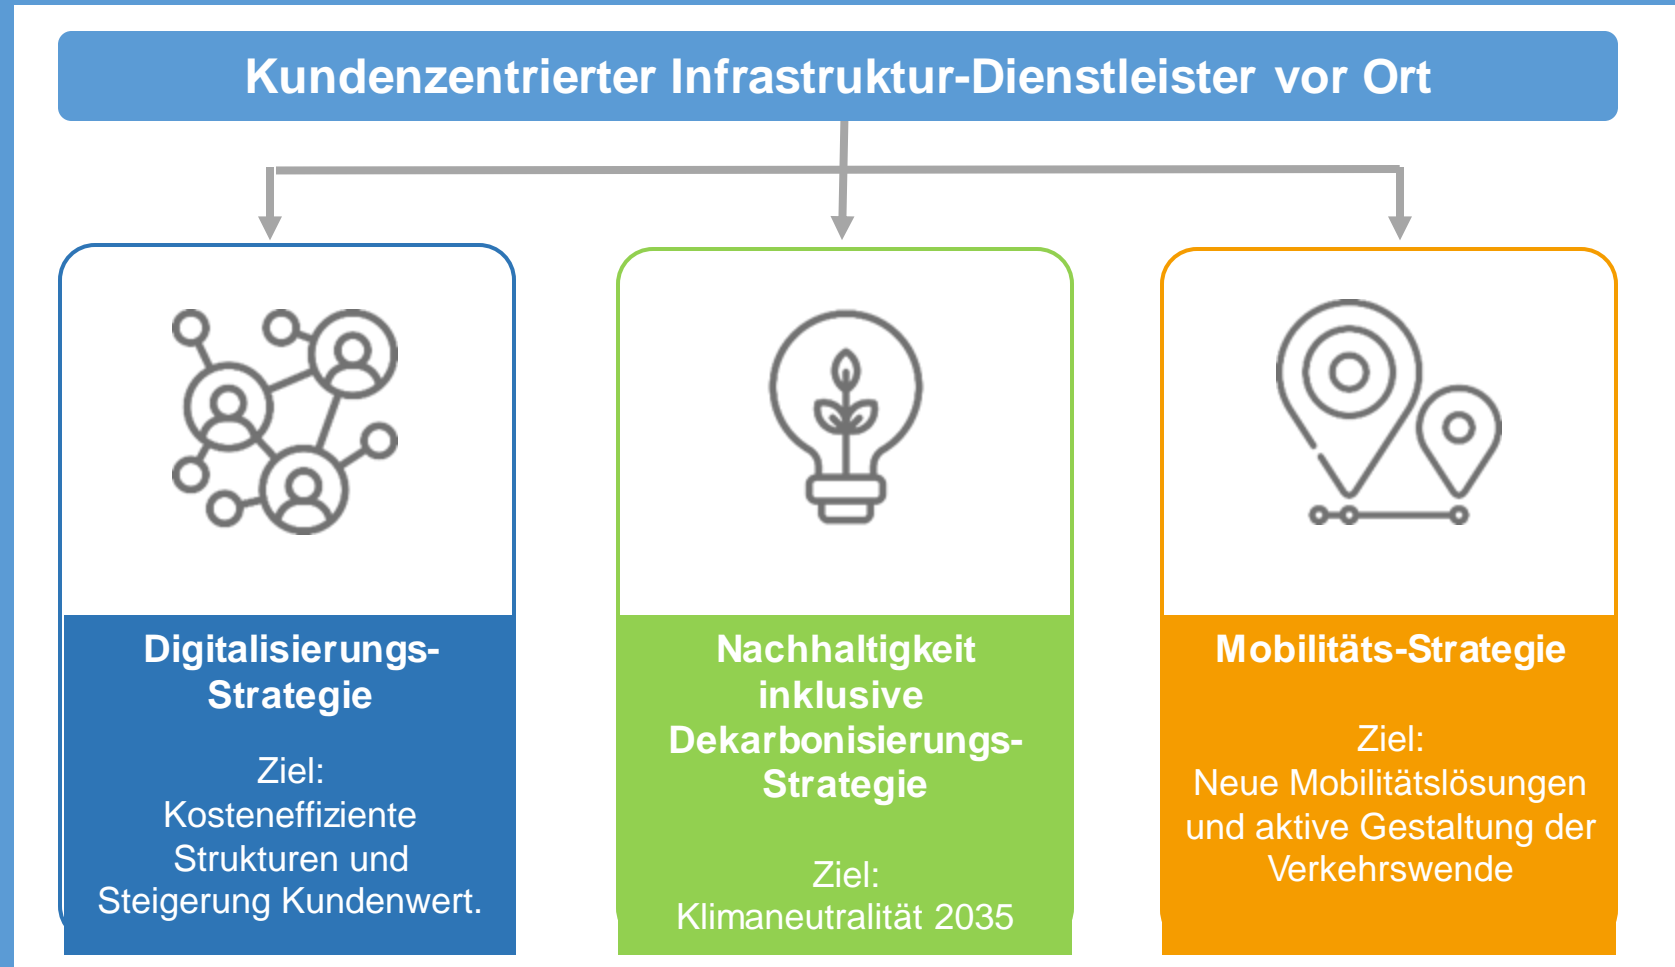 Kundenzentrierter Infrastruktur-Dienstleister vor Ort
Digitalisierungs-
Strategie
Ziel:
Kosteneffiziente
Strukturen und
Steigerung Kundenwert.
Nachhaltigkeit
inklusive
Dekarbonisierungs-
Strategie
Ziel:
Klimaneutralität 2035
Mobilitäts-Strategie
Ziel:
Neue Mobilitätslösungen
und aktive Gestaltung der
Verkehrswende